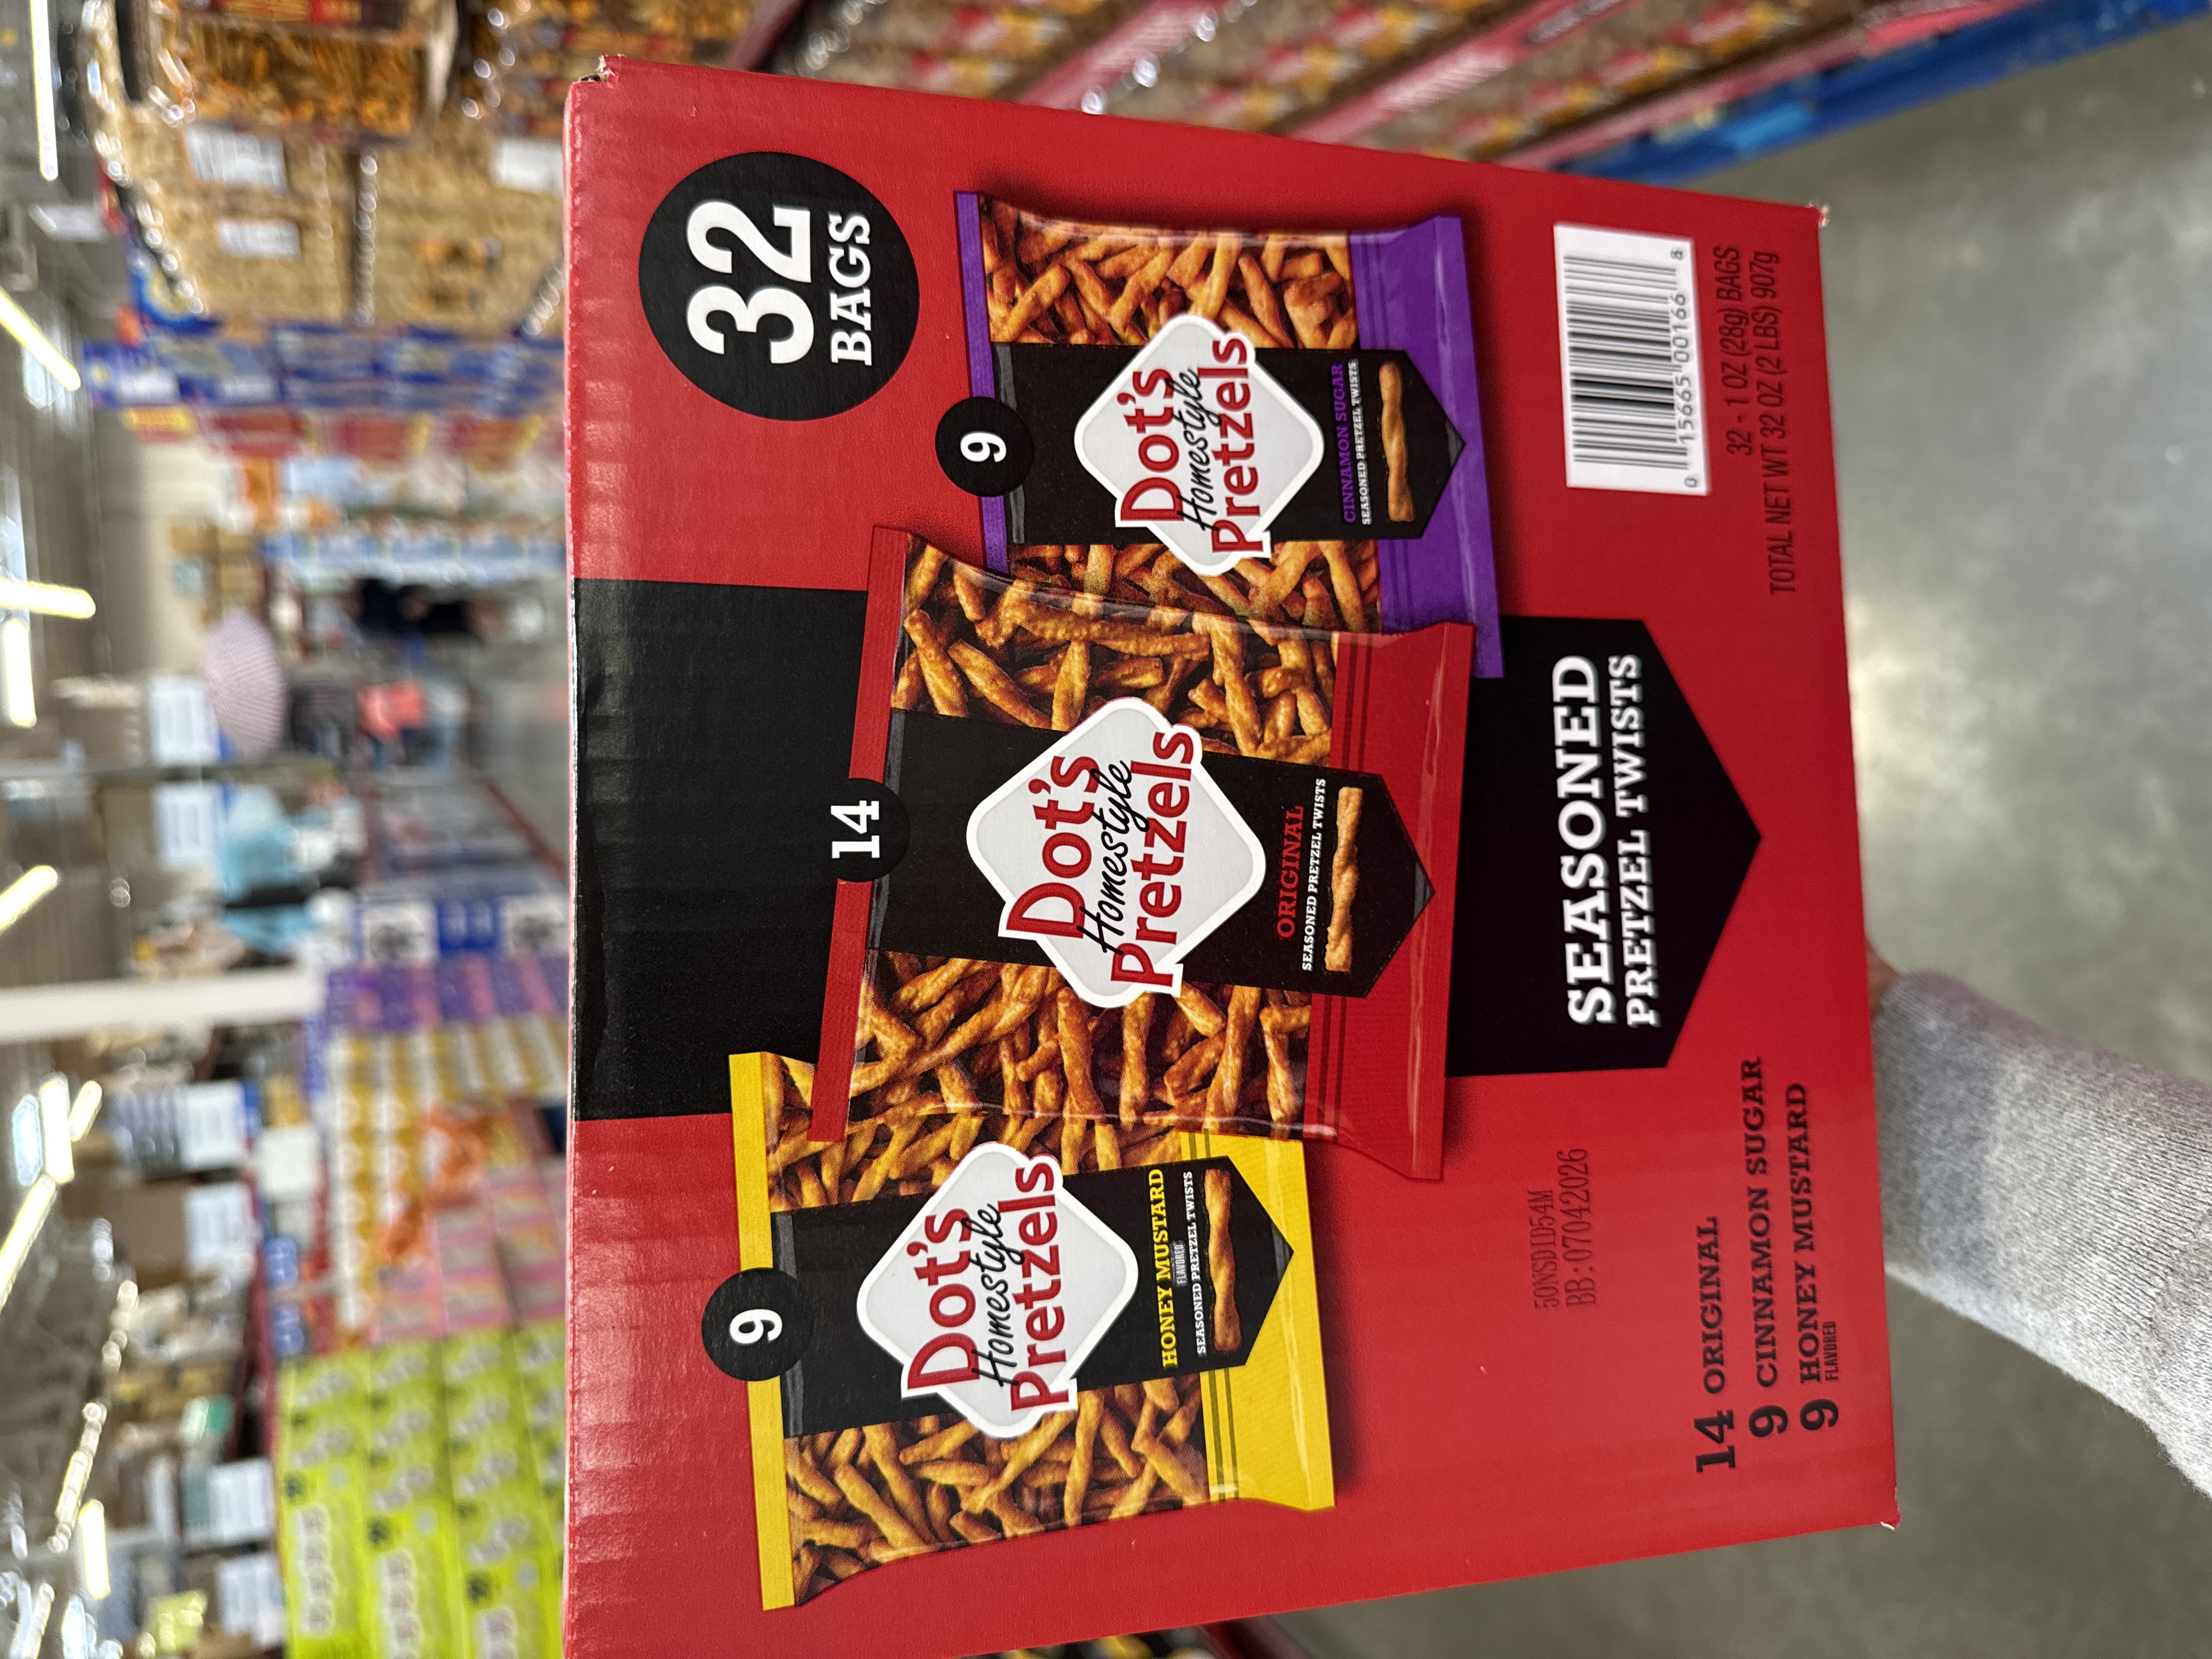 32
BAGS
9
Dot's
Homestyle
Pretzels
HONEY MUSTARD
FLAVORED
SEASONED PRETZEL TWISTS
14
Dot's
Homestyle
Pretzels
ORIGINAL
SEASONED PRETZEL TWISTS
9
Dot's
Homestyle
Pretzels
CINNAMON SUGAR
SEASONED PRETZEL TWISTS
SEASONED
PRETZEL TWISTS
50NSD1D54M
BB:07042026
14 ORIGINAL
9 CINNAMON SUGAR
9 HONEY MUSTARD
FLAVORED
0 15665 00166 8
32 - 1 OZ (28g) BAGS
TOTAL NET WT 32 OZ (2 LBS) 907g